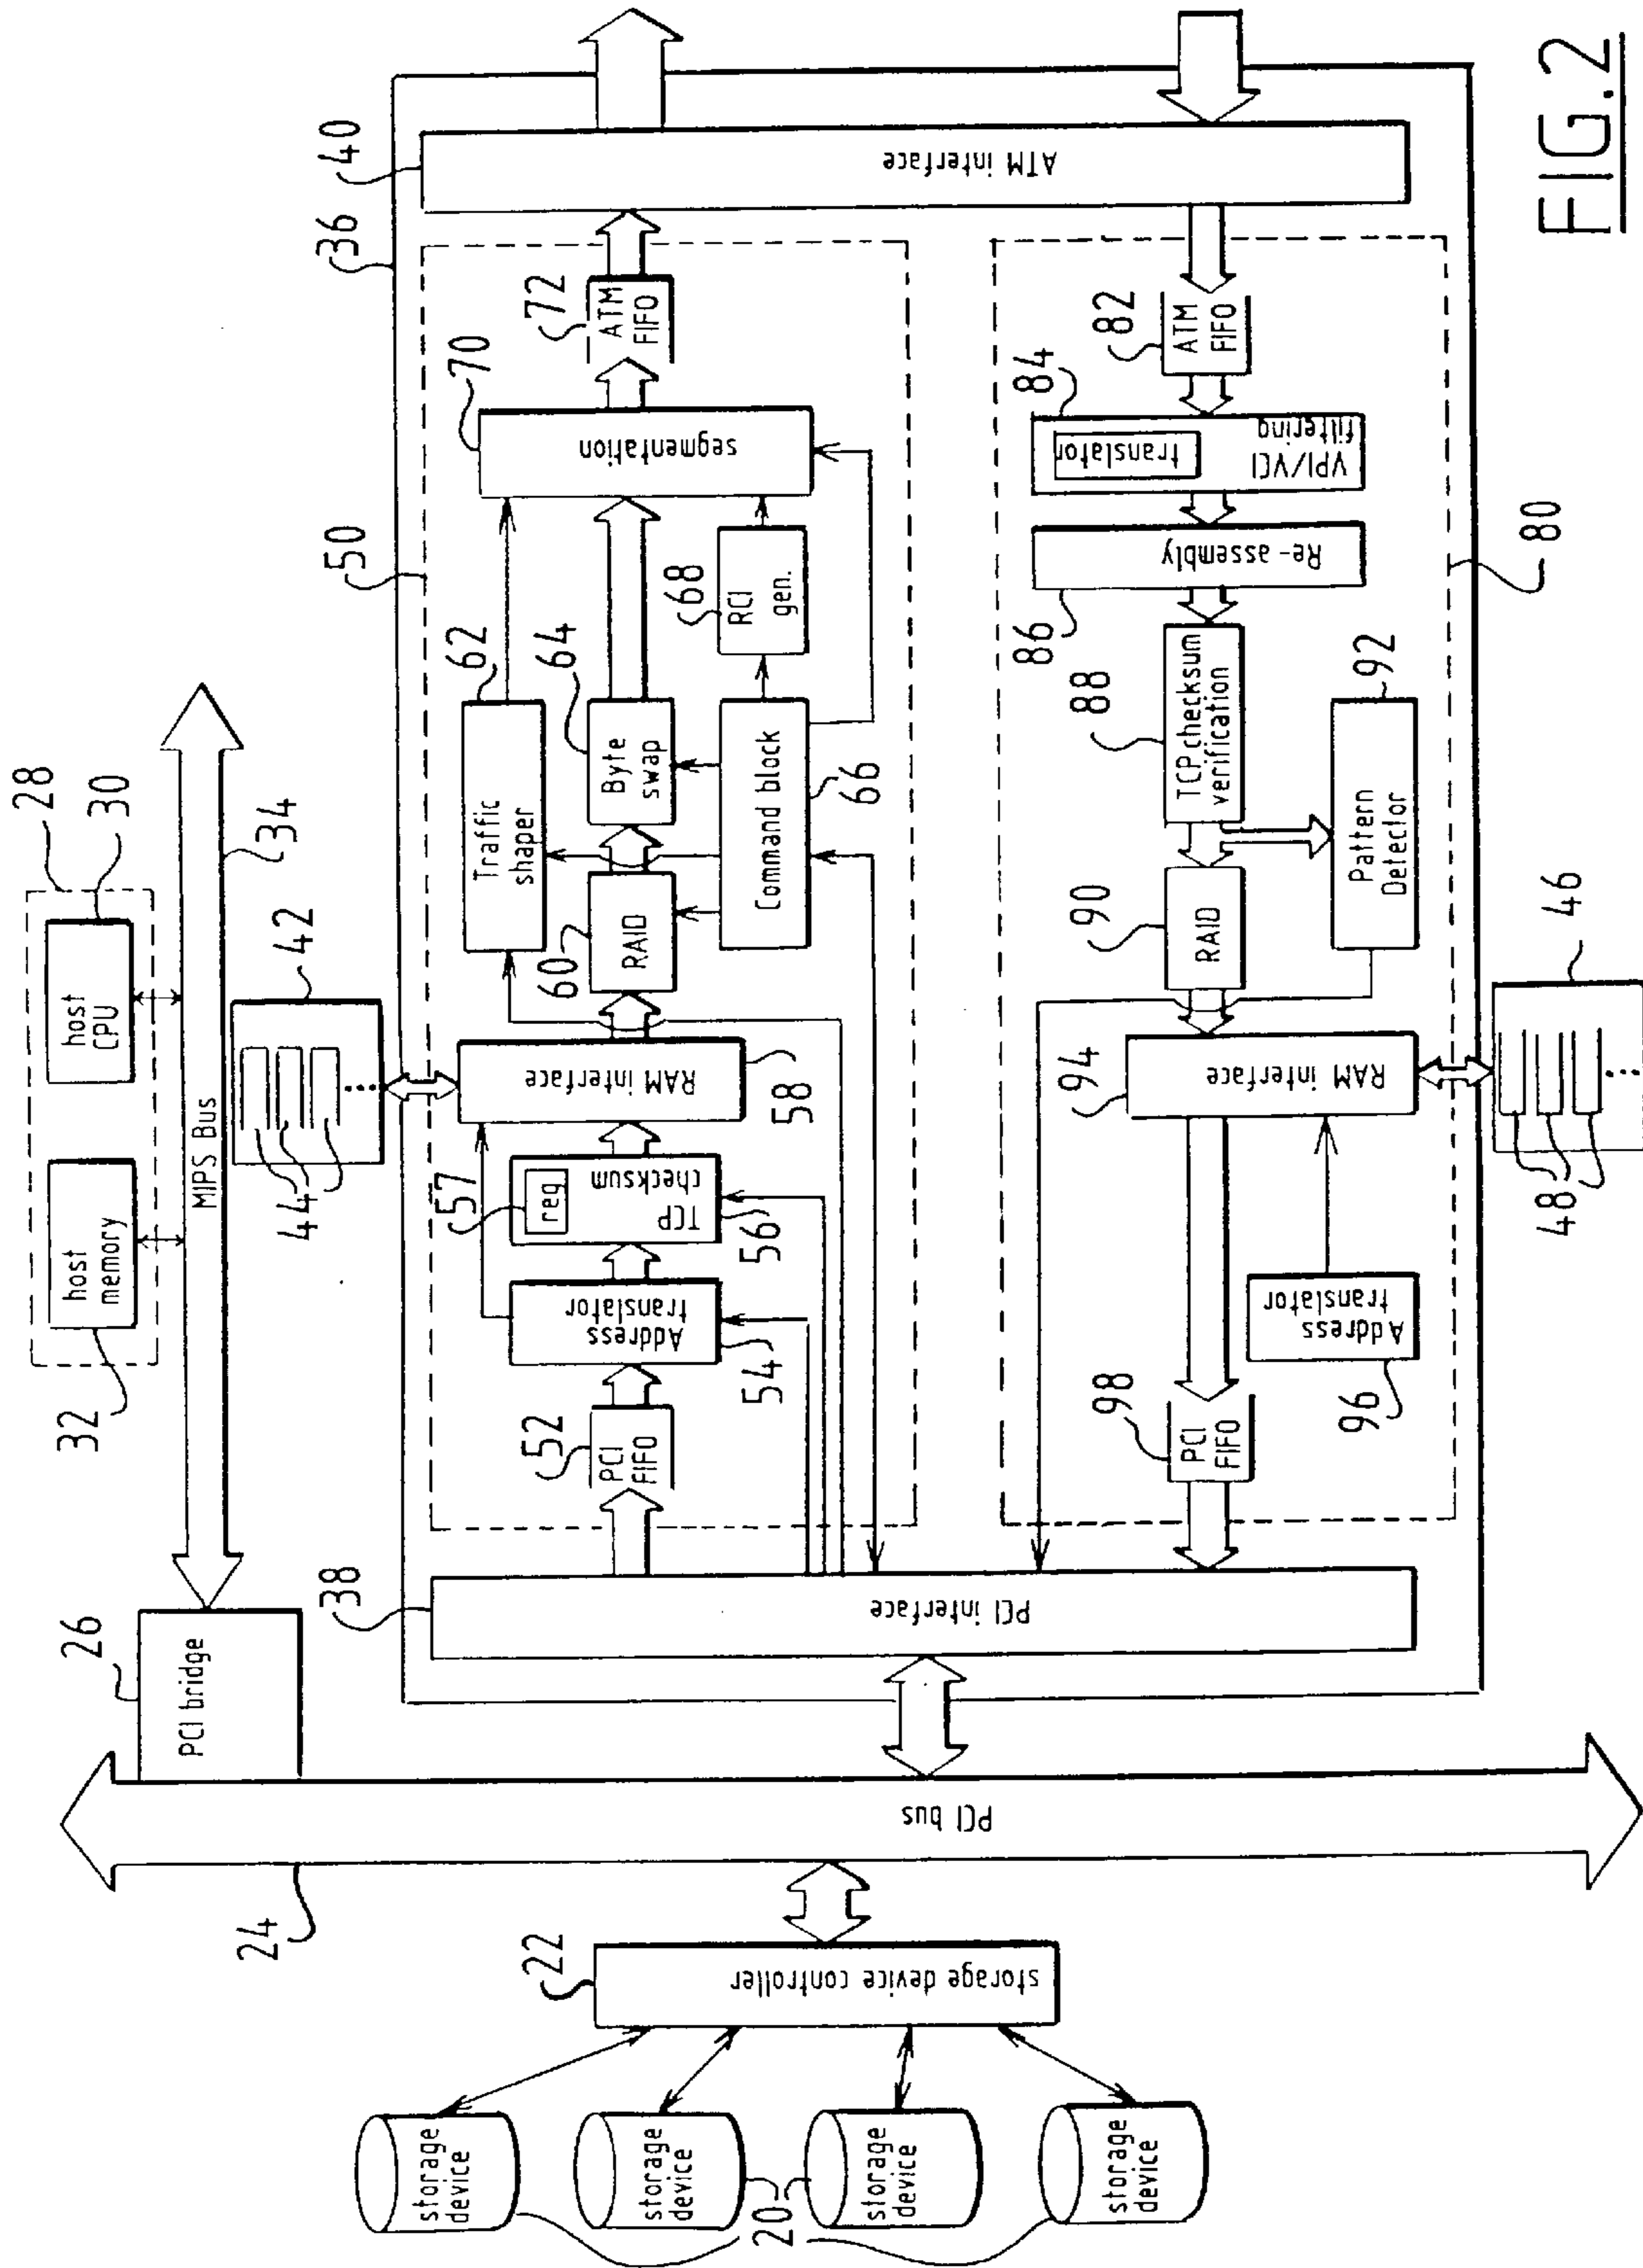 FIG.2
host
memory
32
host
CPU
30
28
MIPS Bus
34
PCI bridge
26
PCI bus
24
storage device controller
22
storage
device
storage
device
storage
device
storage
device
20
36
38
PCI interface
40
ATM interface
42
44
50
PCI
FIFO
52
Address
translator
54
TCP
checksum
56
reg
57
RAM interface
58
RAID
60
Traffic
shaper
62
Byte
swap
64
Command block
66
RCI
gen.
68
segmentation
70
ATM
FIFO
72
80
ATM
FIFO
82
translator
VPI/VCI
filtering
84
Re-assembly
86
TCP checksum
verification
88
RAID
90
Pattern
Detector
92
RAM interface
94
Address
translator
96
PCI
FIFO
98
46
48